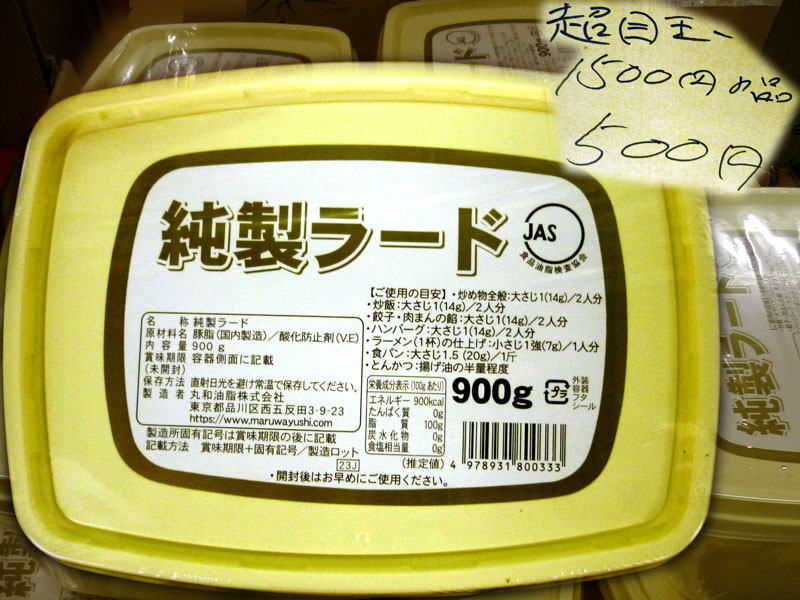 超目玉
1500円の品
500円
純製ラード
JAS
食品油脂検査協会
【ご使用の目安】・炒め物全般:大さじ1(14g)/2人分
・炒飯:大さじ1(14g)/2人分
・餃子・肉まんの餡:大さじ1(14g)/2人分
・ハンバーグ:大さじ1(14g)/2人分
・ラーメン(1杯)の仕上げ:小さじ1強(7g)/1人分
・食パン:大さじ1.5(20g)/1斤
・とんかつ:揚げ油の半量程度
名 称 純製ラード
原材料名 豚脂(国内製造)/酸化防止剤(V.E)
内 容 量 900g
賞味期限 容器側面に記載
(未開封)
保存方法 直射日光を避け常温で保存してください。
製 造 者 丸和油脂株式会社
東京都品川区西五反田3-9-23
https://www.maruwayushi.com
製造所固有記号は賞味期限の後に記載
記載方法 賞味期限+固有記号/製造ロット
23J
・開封後はお早めにご使用ください。
栄養成分表示(100gあたり)
エネルギー 900kcal
たんぱく質 0g
脂質 100g
炭水化物 0g
食塩相当量 0g
(推定値)
900g
プラ
外装
容器
フタ
シール
4 978931 800333
純製ラード